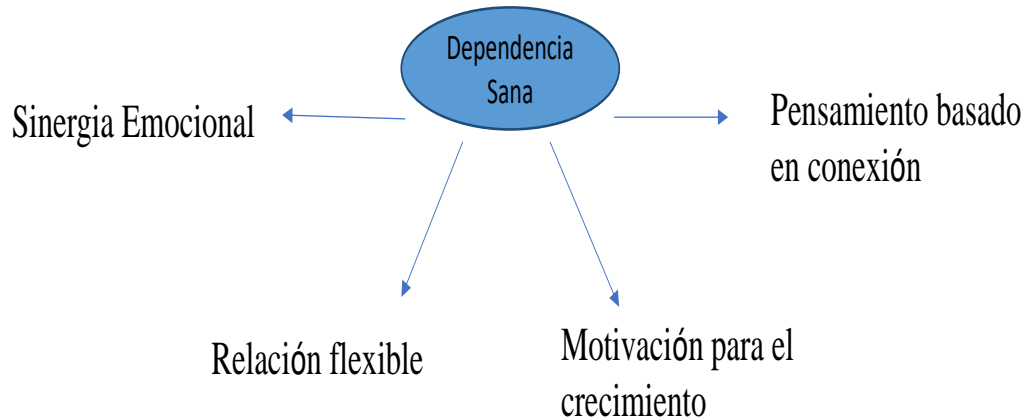 Dependencia
Sana
Sinergia Emocional
Pensamiento basado
en conexión
Relación flexible
Motivación para el
crecimiento